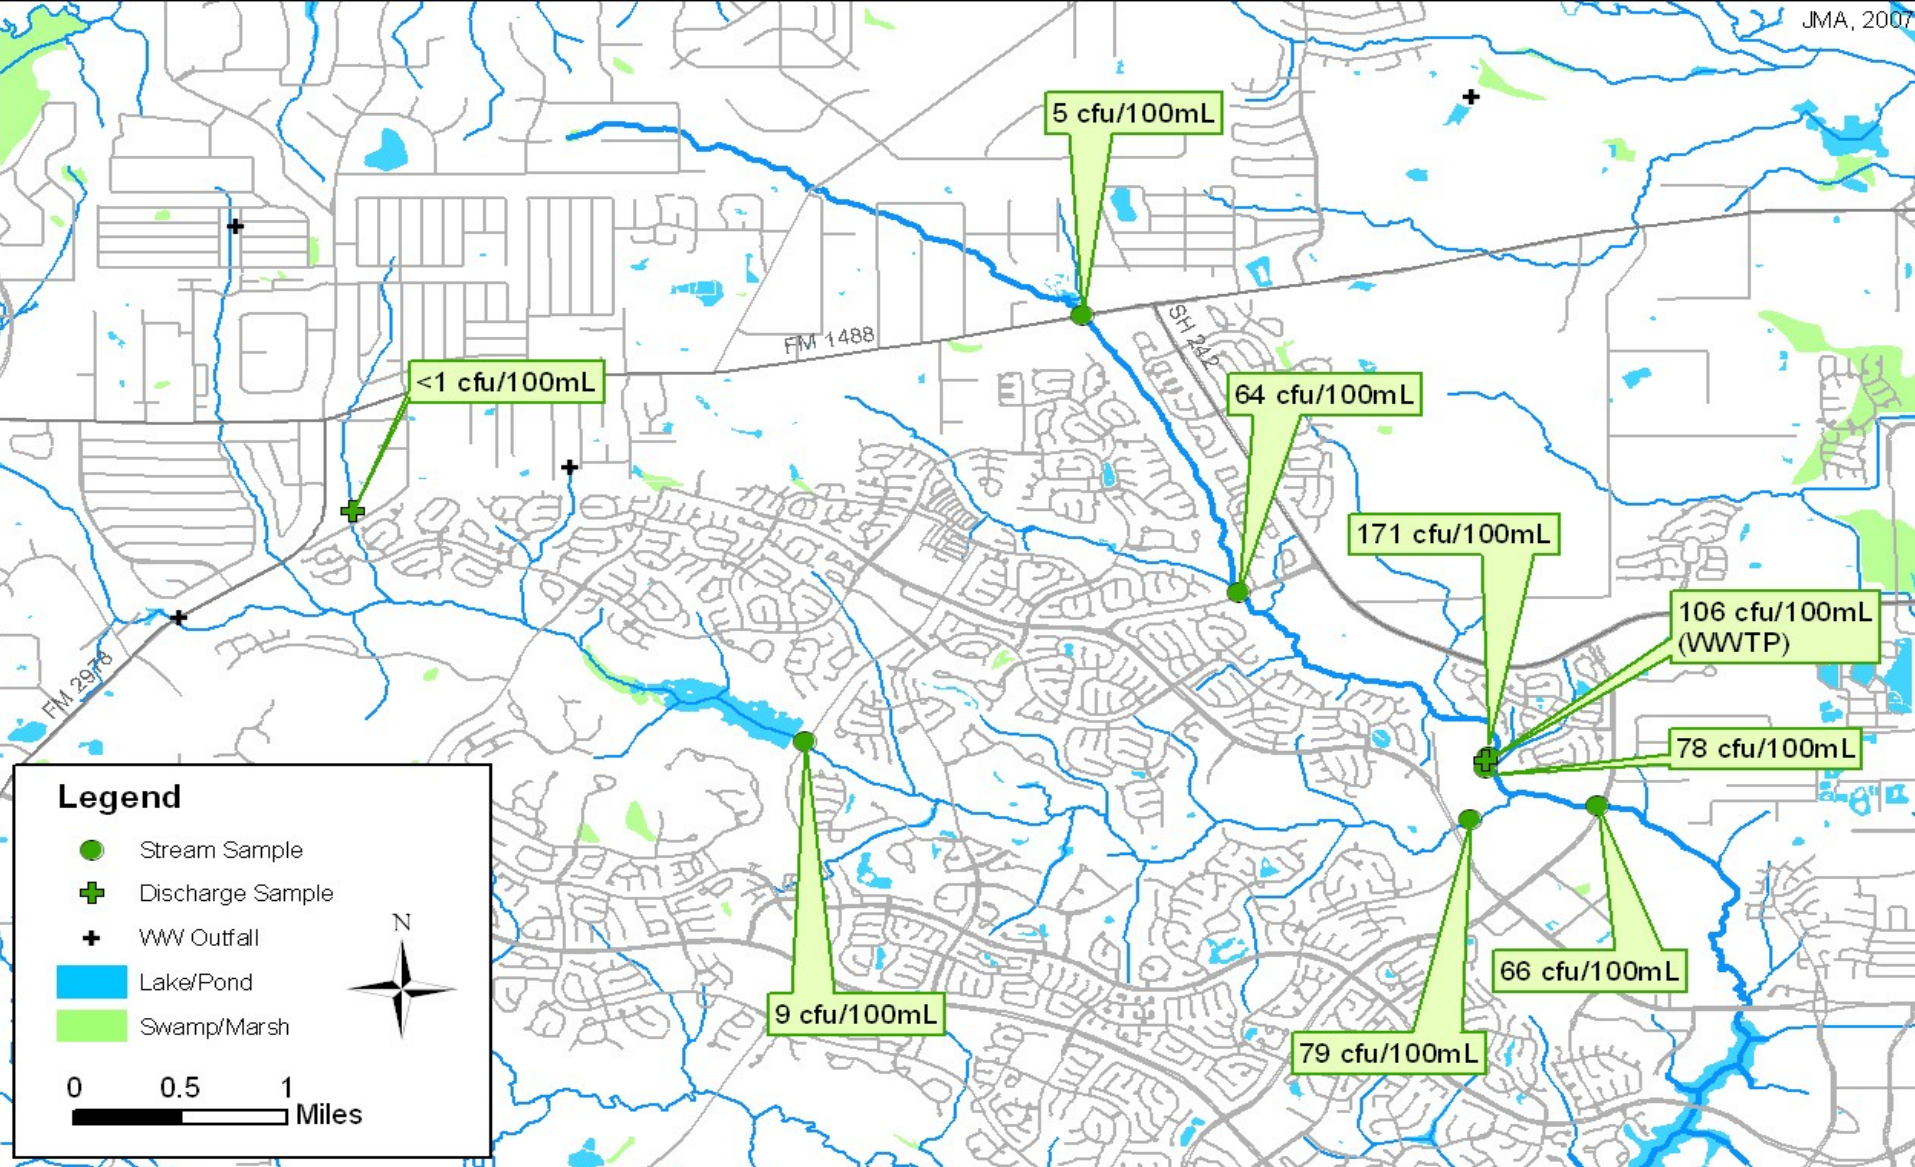 JMA, 2007
5 cfu/100mL
FM 1488
SH 242
<1 cfu/100mL
64 cfu/100mL
171 cfu/100mL
106 cfu/100mL
(WWTP)
FM 2978
78 cfu/100mL
Legend
Stream Sample
Discharge Sample
WW Outfall
Lake/Pond
Swamp/Marsh
N
0 0.5 1
Miles
9 cfu/100mL
66 cfu/100mL
79 cfu/100mL